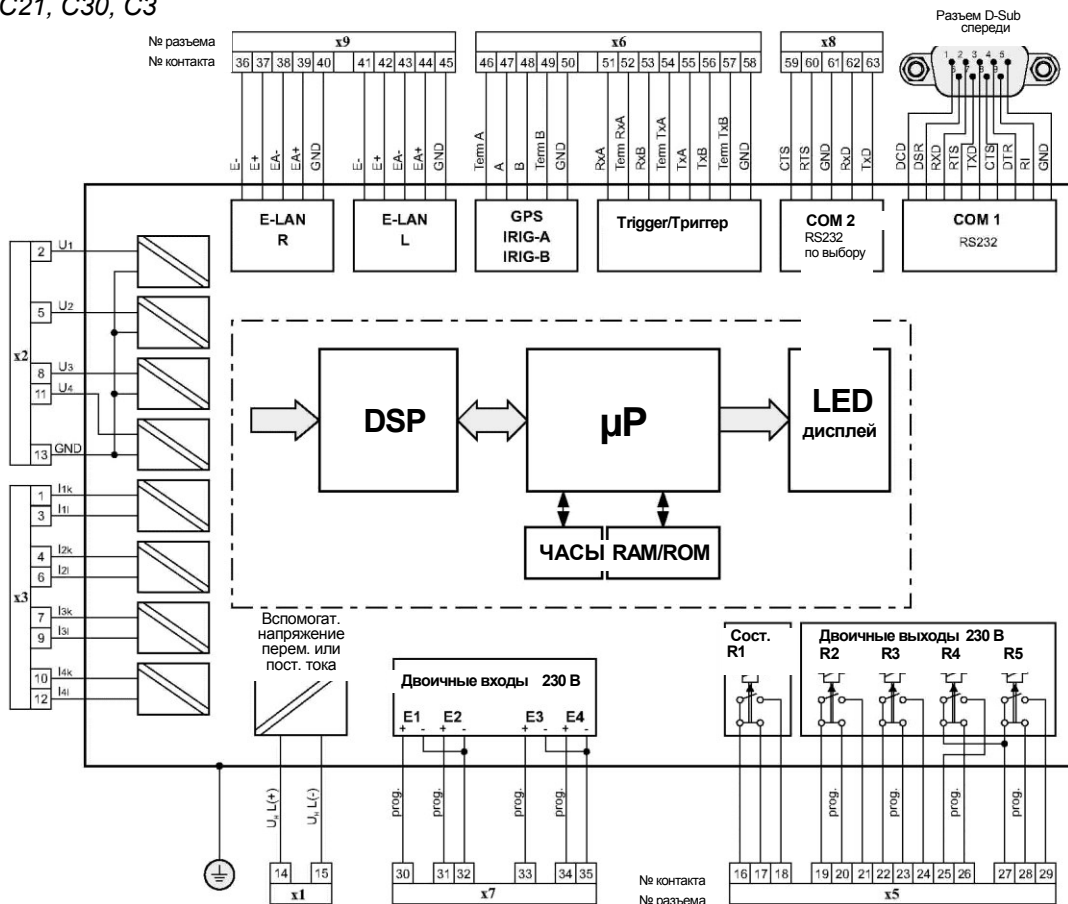 C21, C30, C3
Разъем D-Sub
спереди
№ разъема x9 x6 x8
№ контакта 36 37 38 39 40 41 42 43 44 45 46 47 48 49 50 51 52 53 54 55 56 57 58 59 60 61 62 63
1 2 3 4 5
6 7 8 9
E- E+ EA- EA+ GND E- E+ EA- EA+ GND Term A A B Term B GND RxA Term RxA RxB Term TxA TxA TxB Term TxB GND CTS RTS GND RxD TxD DCD DSR RXD RTS TXD CTS DTR RI GND
E-LAN
R
E-LAN
L
GPS
IRIG-A
IRIG-B
Trigger/Триггер
COM 2
RS232
по выбору
COM 1
RS232
x2
2 U1
5 U2
8 U3
11 U4
13 GND
x3
1 I1k
3 I1l
4 I2k
6 I2l
7 I3k
9 I3l
10 I4k
12 I4l
DSP
µP
LED
дисплей
ЧАСЫ
RAM/ROM
Вспомогат.
напряжение
перем. или
пост. тока
Двоичные входы 230 В
E1 E2 E3 E4
+ - + - + - + -
Сост.
R1
Двоичные выходы 230 В
R2 R3 R4 R5
Uн L(+) Uн L(-)
prog. prog. prog. prog. prog. prog. prog. prog.
14 15
x1
30 31 32 33 34 35
x7
№ контакта 16 17 18 19 20 21 22 23 24 25 26 27 28 29
№ разъема x5